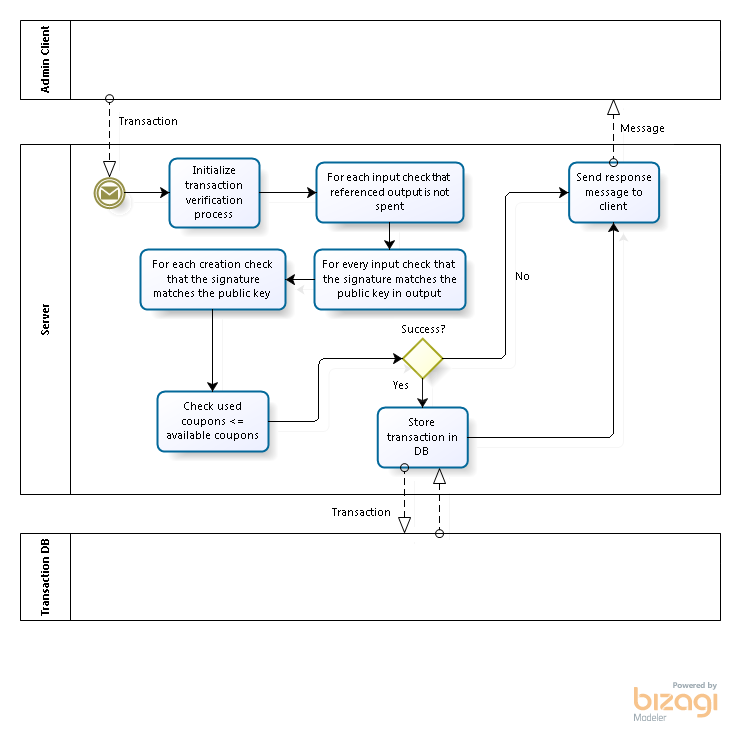 Admin Client
Transaction
Message
Server
Initialize
transaction
verification
process
For each input check that
referenced output is not
spent
Send response
message to
client
For each creation check
that the signature
matches the public key
For every input check that
the signature matches the
public key in output
No
Success?
Yes
Check used
coupons <=
available coupons
Store
transaction in
DB
Transaction
Transaction DB
Powered by
bizagi
Modeler